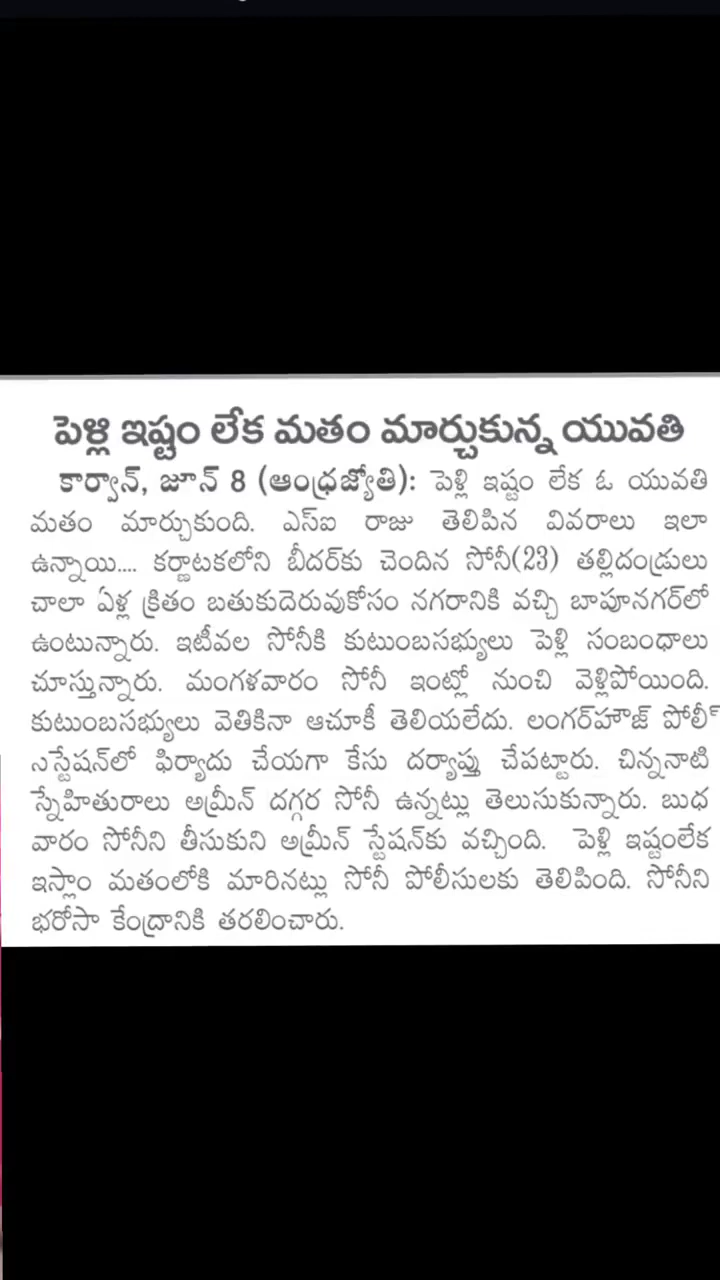 పెళ్లి ఇష్టం లేక మతం మార్చుకున్న యువతి
కార్వాన్, జూన్ 8 (ఆంధ్రజ్యోతి): పెళ్లి ఇష్టం లేక ఓ యువతి
మతం మార్చుకుంది. ఎస్ఐ రాజు తెలిపిన వివరాలు ఇలా
ఉన్నాయి.... కర్ణాటకలోని బీదర్‌కు చెందిన సోనీ(23) తల్లిదండ్రులు
చాలా ఏళ్ల క్రితం బతుకుదెరువుకోసం నగరానికి వచ్చి బాపూనగర్‌లో
ఉంటున్నారు. ఇటీవల సోనీకి కుటుంబసభ్యులు పెళ్లి సంబంధాలు
చూస్తున్నారు. మంగళవారం సోనీ ఇంట్లో నుంచి వెళ్లిపోయింది.
కుటుంబసభ్యులు వెతికినా ఆచూకీ తెలియలేదు. లంగర్‌హౌజ్ పోలీ
స్‌స్టేషన్‌లో ఫిర్యాదు చేయగా కేసు దర్యాప్తు చేపట్టారు. చిన్ననాటి
స్నేహితురాలు అమ్రీన్ దగ్గర సోనీ ఉన్నట్లు తెలుసుకున్నారు. బుధ
వారం సోనీని తీసుకుని అమ్రీన్ స్టేషన్‌కు వచ్చింది. పెళ్లి ఇష్టంలేక
ఇస్లాం మతంలోకి మారినట్లు సోనీ పోలీసులకు తెలిపింది. సోనీని
భరోసా కేంద్రానికి తరలించారు.